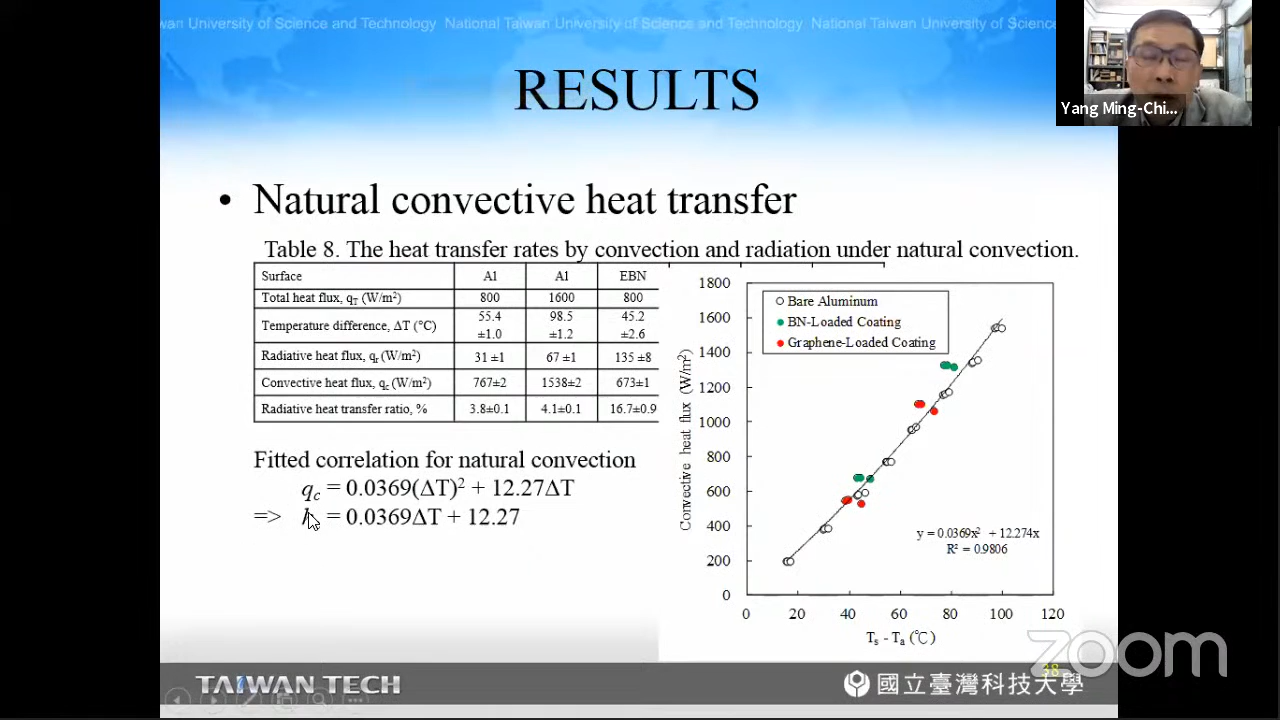 wan University of Science and Technology National Taiwan University of Science and Technology National Taiwan University of Science
Yang Ming-Chi...
RESULTS
• Natural convective heat transfer
Table 8. The heat transfer rates by convection and radiation under natural convection.
Surface Al Al EBN
Total heat flux, qT (W/m²) 800 1600 800
Temperature difference, ΔT (°C) 55.4 ±1.0 98.5 ±1.2 45.2 ±2.6
Radiative heat flux, qr (W/m²) 31 ±1 67 ±1 135 ±8
Convective heat flux, qc (W/m²) 767±2 1538±2 673±1
Radiative heat transfer ratio, % 3.8±0.1 4.1±0.1 16.7±0.9
Fitted correlation for natural convection
qc = 0.0369(ΔT)² + 12.27ΔT
=> = 0.0369ΔT + 12.27
Convective heat flux (W/m²)
1800
1600
1400
1200
1000
800
600
400
200
0
Bare Aluminum
BN-Loaded Coating
Graphene-Loaded Coating
y = 0.0369x² + 12.274x
R² = 0.9806
0 20 40 60 80 100 120
Ts - Ta (℃)
zoom
38
TAIWAN TECH
國立臺灣科技大學